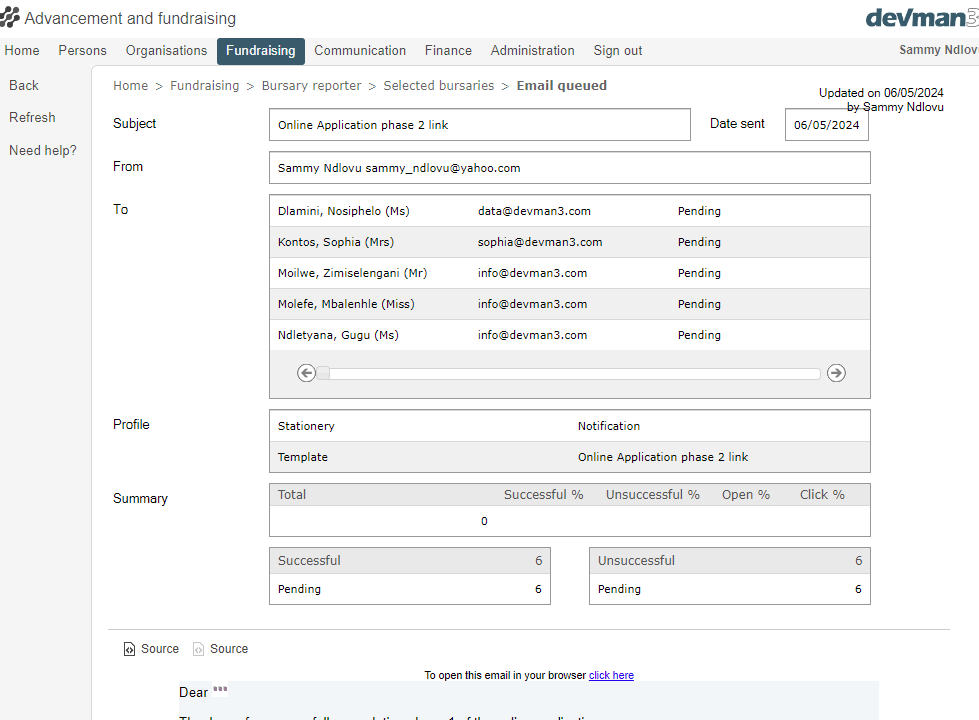 Advancement and fundraising
devman3
Home Persons Organisations Fundraising Communication Finance Administration Sign out
Back
Refresh
Need help?
Home > Fundraising > Bursary reporter > Selected bursaries > Email queued
Updated on 06/05/2024
by Sammy Ndlovu
Subject Online Application phase 2 link Date sent 06/05/2024
From Sammy Ndlovu sammy_ndlovu@yahoo.com
To Dlamini, Nosiphelo (Ms) data@devman3.com Pending
Kontos, Sophia (Mrs) sophia@devman3.com Pending
Moilwe, Zimiselengani (Mr) info@devman3.com Pending
Molefe, Mbalenhle (Miss) info@devman3.com Pending
Ndletyana, Gugu (Ms) info@devman3.com Pending
Profile Stationery Notification
Template Online Application phase 2 link
Summary Total Successful % Unsuccessful % Open % Click %
0
Successful 6 Unsuccessful 6
Pending 6 Pending 6
Source Source
To open this email in your browser click here
Dear """